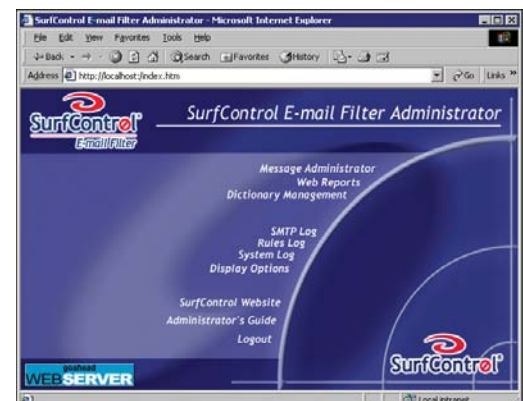 SurfControl E-mail Filter Administrator - Microsoft Internet Explorer
File Edit View Favorites Tools Help
Back Search Favorites History
Address http://localhost:/index.htm Go Links »
SurfControl®
E-mail Filter
SurfControl E-mail Filter Administrator
Message Administrator
Web Reports
Dictionary Management
SMTP Log
Rules Log
System Log
Display Options
SurfControl Website
Administrator's Guide
Logout
goahead
WEBSERVER
SurfControl®
Local intranet